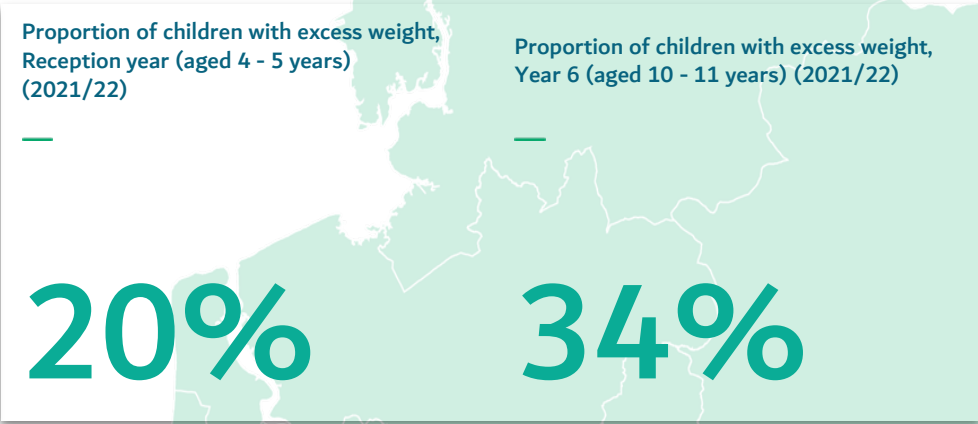 Proportion of children with excess weight,
Reception year (aged 4 - 5 years)
(2021/22)
20%
Proportion of children with excess weight,
Year 6 (aged 10 - 11 years) (2021/22)
34%